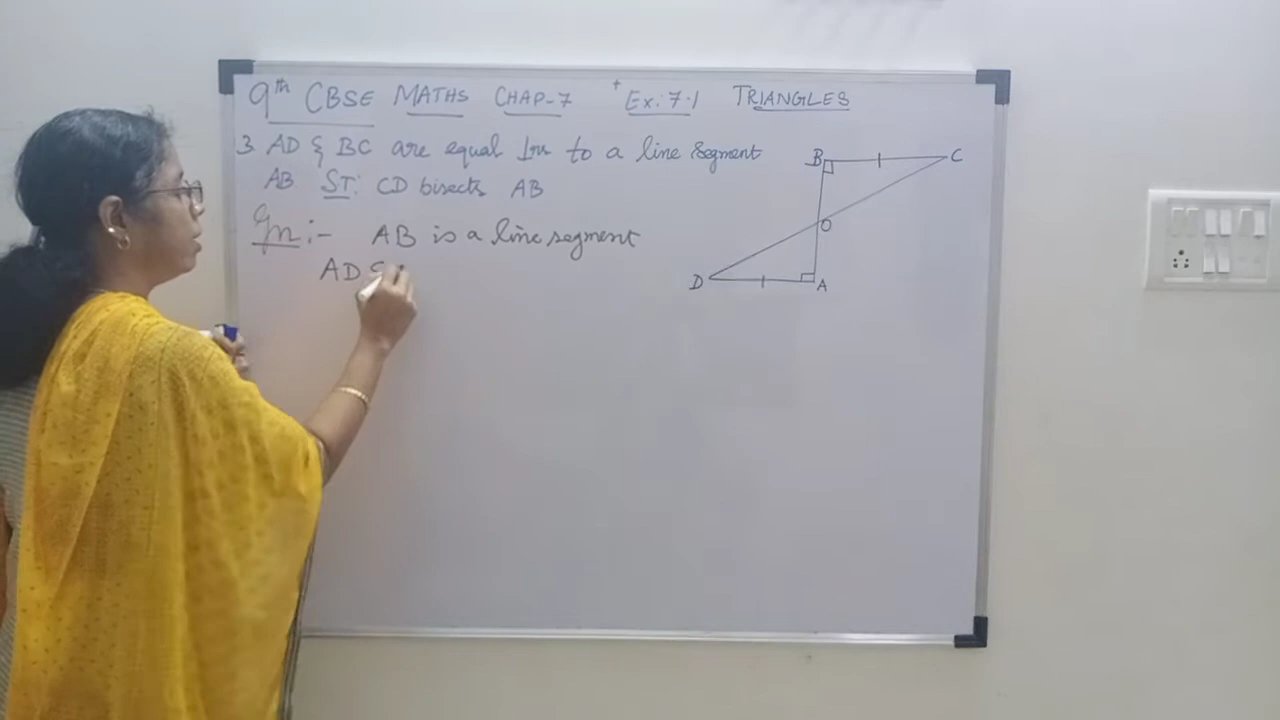 9th CBSE MATHS CHAP-7 Ex: 7.1 TRIANGLES
3 AD & BC are equal ⊥rs to a line segment
AB. ST: CD bisects AB
Gn:- AB is a line segment
AD &
B C
O
D A